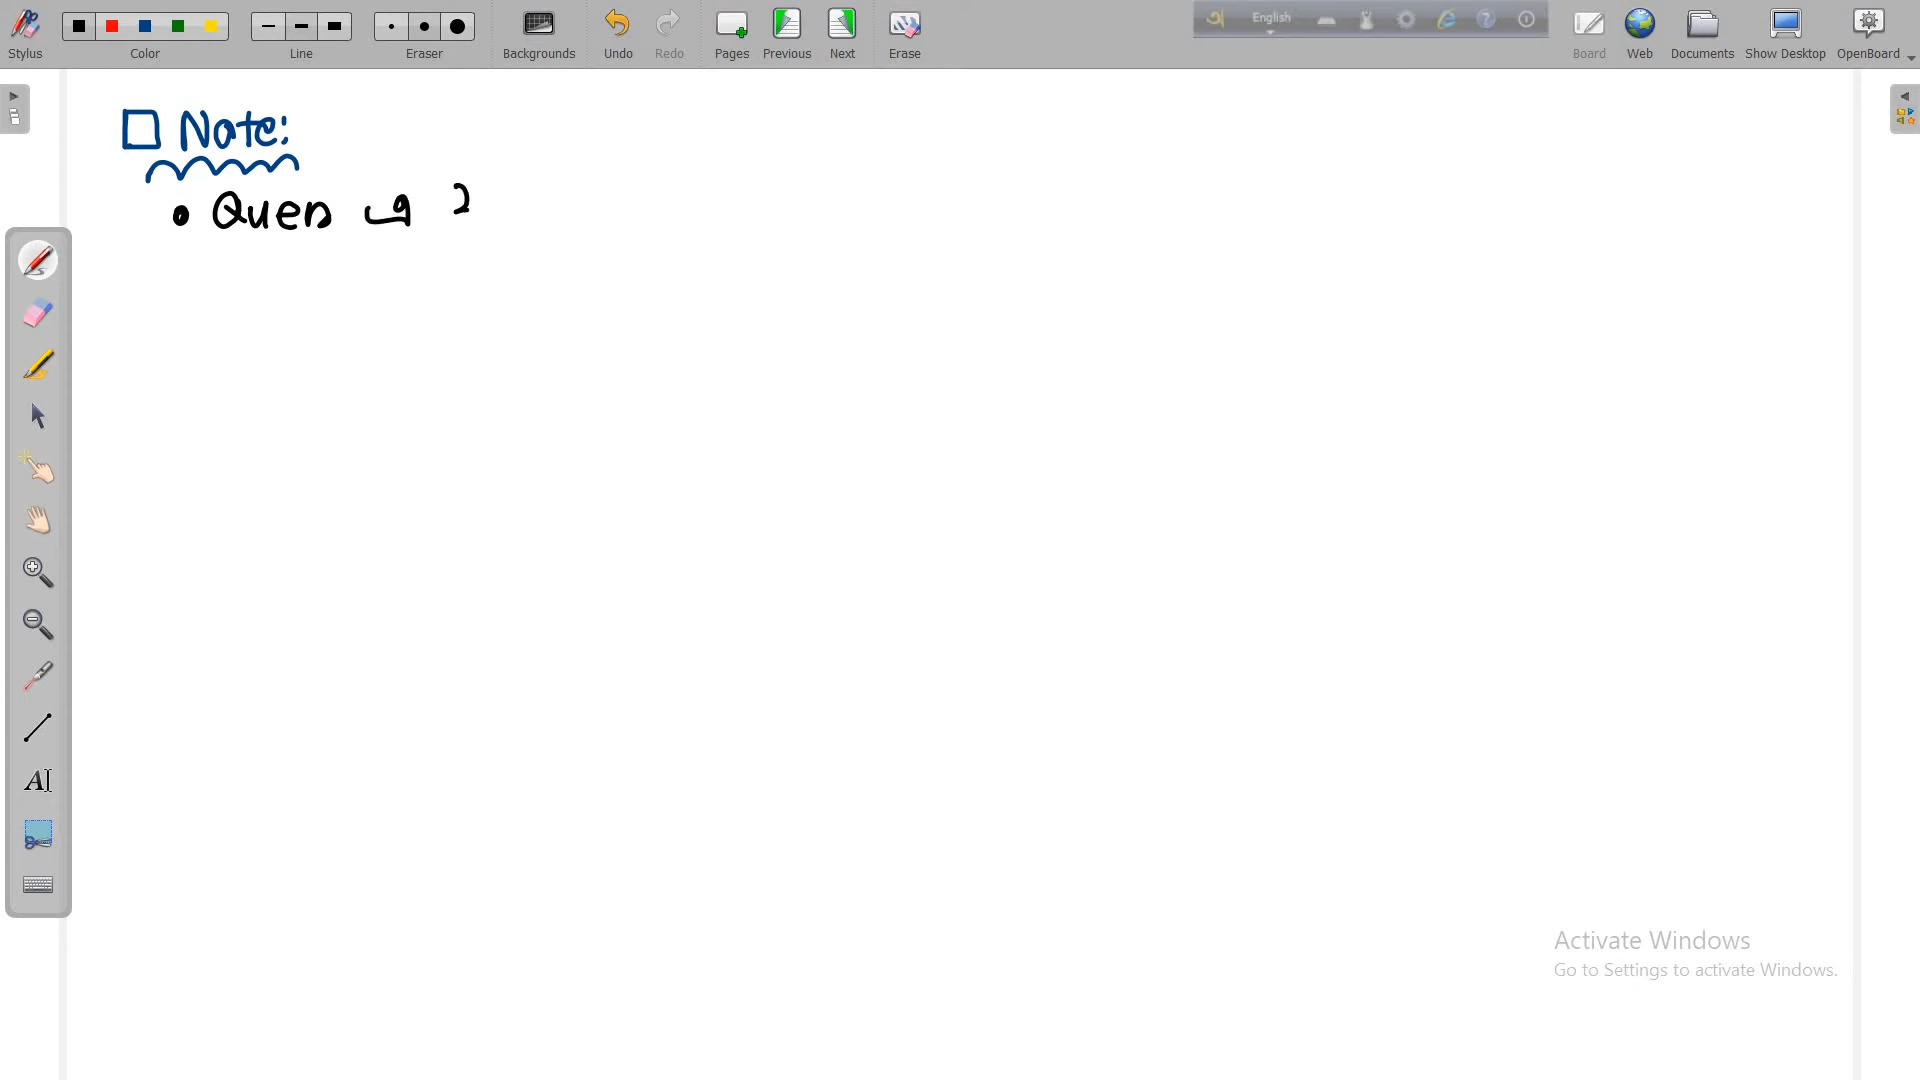 Stylus
Color
Line
Eraser
Backgrounds
Undo
Redo
Pages
Previous
Next
Erase
English
Board
Web
Documents
Show Desktop
OpenBoard
□ Note:
• Ques এ
Activate Windows
Go to Settings to activate Windows.